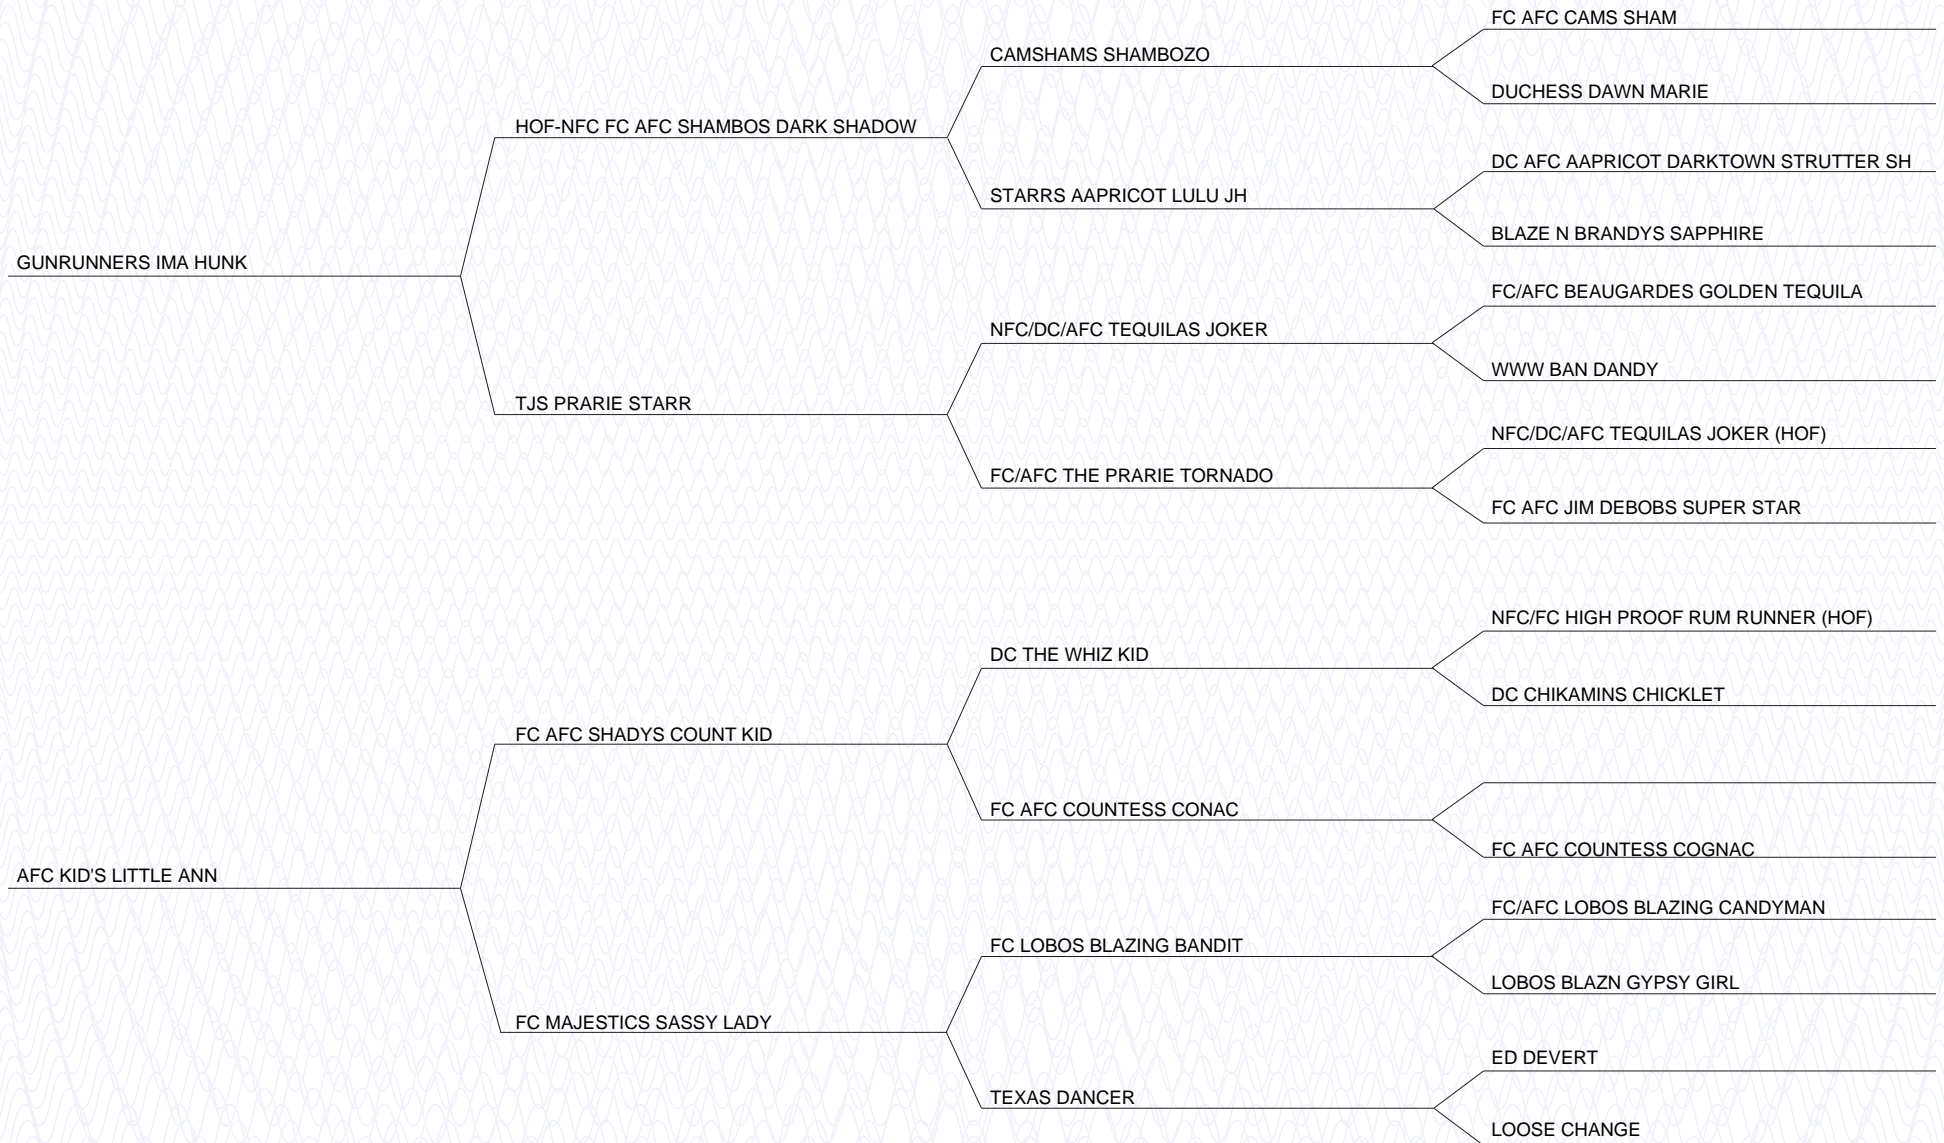 FC AFC CAMS SHAM
CAMSHAMS SHAMBOZO
DUCHESS DAWN MARIE
HOF-NFC FC AFC SHAMBOS DARK SHADOW
DC AFC AAPRICOT DARKTOWN STRUTTER SH
STARRS AAPRICOT LULU JH
BLAZE N BRANDYS SAPPHIRE
GUNRUNNERS IMA HUNK
FC/AFC BEAUGARDES GOLDEN TEQUILA
NFC/DC/AFC TEQUILAS JOKER
WWW BAN DANDY
TJS PRARIE STARR
NFC/DC/AFC TEQUILAS JOKER (HOF)
FC/AFC THE PRARIE TORNADO
FC AFC JIM DEBOBS SUPER STAR
NFC/FC HIGH PROOF RUM RUNNER (HOF)
DC THE WHIZ KID
DC CHIKAMINS CHICKLET
FC AFC SHADYS COUNT KID
FC AFC COUNTESS CONAC
FC AFC COUNTESS COGNAC
AFC KID'S LITTLE ANN
FC/AFC LOBOS BLAZING CANDYMAN
FC LOBOS BLAZING BANDIT
LOBOS BLAZN GYPSY GIRL
FC MAJESTICS SASSY LADY
ED DEVERT
TEXAS DANCER
LOOSE CHANGE